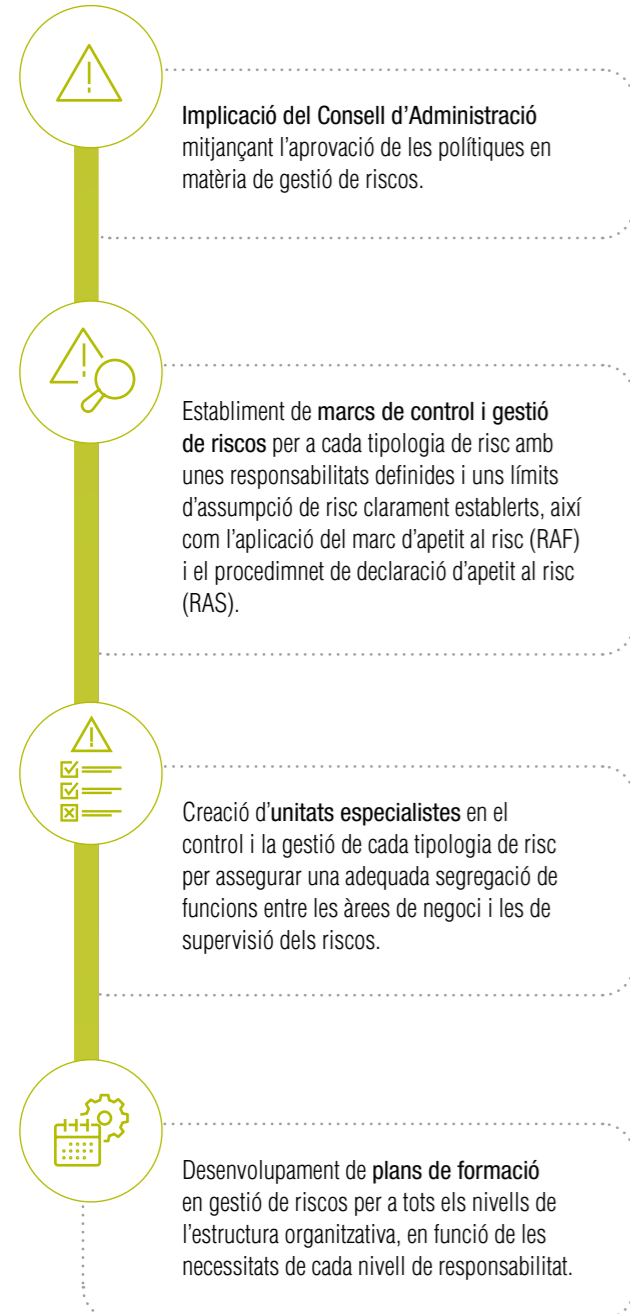 Implicació del Consell d’Administració
mitjançant l’aprovació de les polítiques en
matèria de gestió de riscos.
Establiment de marcs de control i gestió
de riscos per a cada tipologia de risc amb
unes responsabilitats definides i uns límits
d’assumpció de risc clarament establerts, així
com l’aplicació del marc d’apetit al risc (RAF)
i el procedimnet de declaració d’apetit al risc
(RAS).
Creació d’unitats especialistes en el
control i la gestió de cada tipologia de risc
per assegurar una adequada segregació de
funcions entre les àrees de negoci i les de
supervisió dels riscos.
Desenvolupament de plans de formació
en gestió de riscos per a tots els nivells de
l’estructura organitzativa, en funció de les
necessitats de cada nivell de responsabilitat.